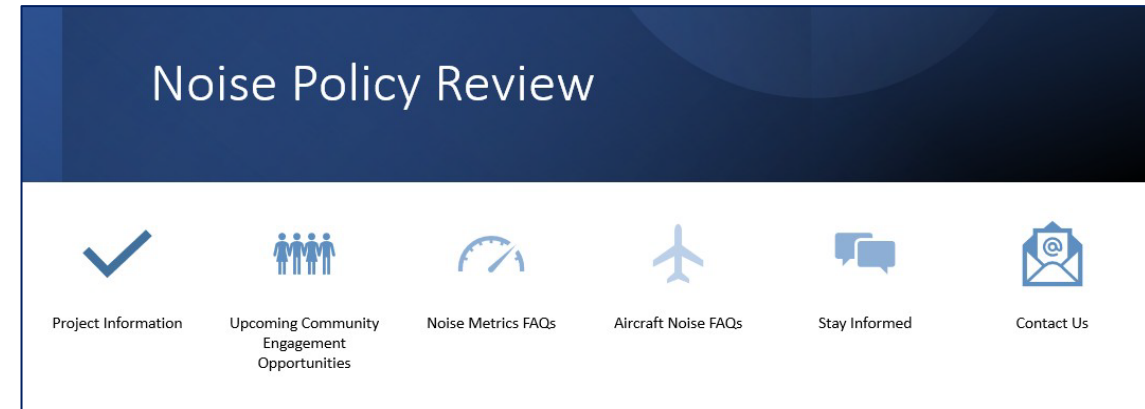 Noise Policy Review
@
Project Information
Upcoming Community
Engagement
Opportunities
Noise Metrics FAQs
Aircraft Noise FAQs
Stay Informed
Contact Us